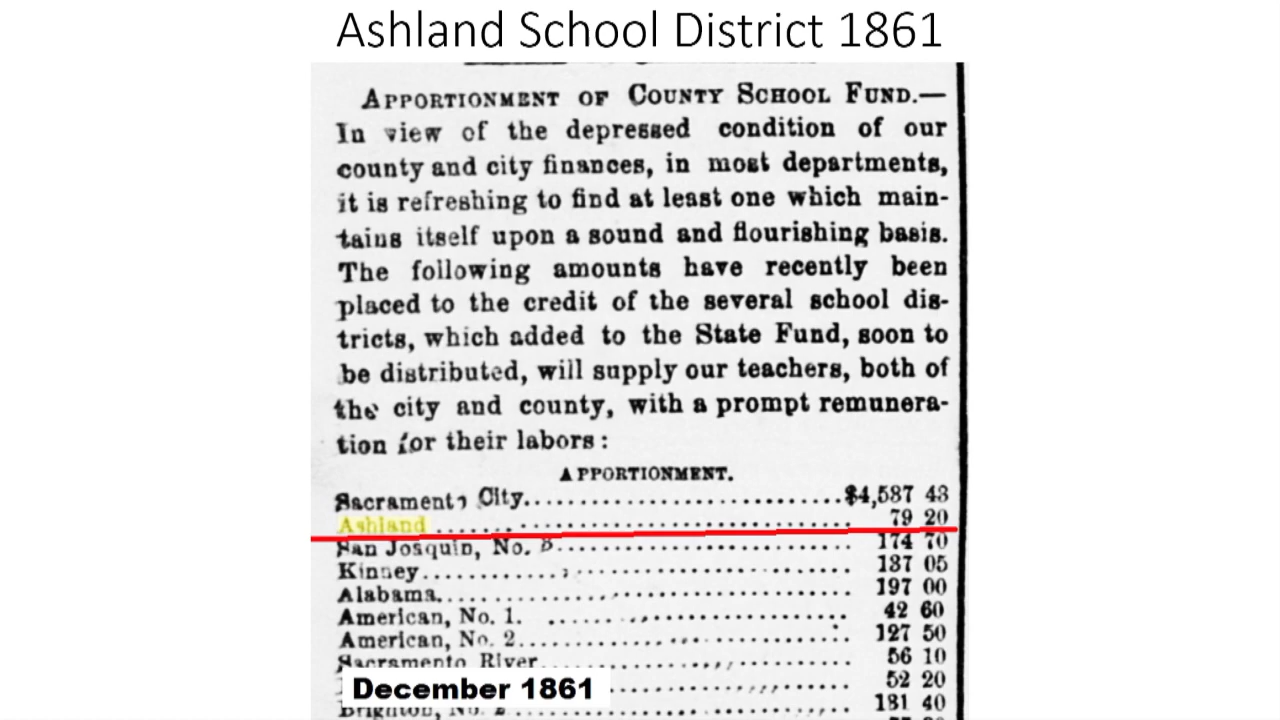 Ashland School District 1861
APPORTIONMENT OF COUNTY SCHOOL FUND.—
In view of the depressed condition of our
county and city finances, in most departments,
it is refreshing to find at least one which main-
tains itself upon a sound and flourishing basis.
The following amounts have recently been
placed to the credit of the several school dis-
tricts, which added to the State Fund, soon to
be distributed, will supply our teachers, both of
the city and county, with a prompt remunera-
tion for their labors:
APPORTIONMENT.
Sacramento City........................$4,587 43
Ashland ........................ 79 20
San Josquin, No. ........................ 174 70
Kinney........................ 137 05
Alabama........................ 197 00
American, No. 1. ........................ 42 60
American, No. 2........................ 127 50
Sacramento River........................ 56 10
........................ 52 20
Brighton, No. ........................ 181 40
December 1861